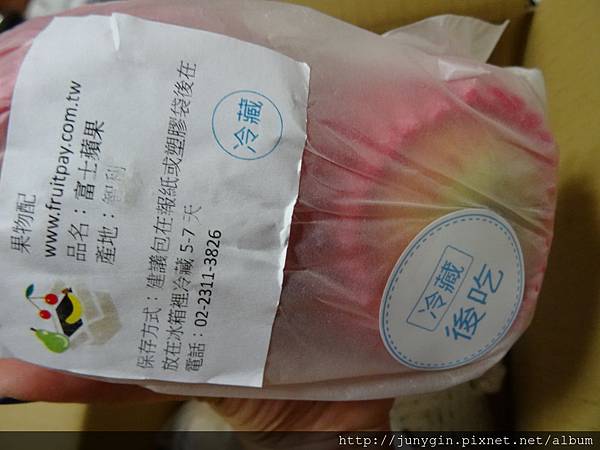 果物配
www.fruitpay.com.tw
品名：富士蘋果
產地：智利
保存方式：建議包在報紙或塑膠袋後在
放在冰箱裡冷藏 5-7 天
電話：02-2311-3826
冷藏
冷藏
後吃
http://junygin.pixnet.net/album